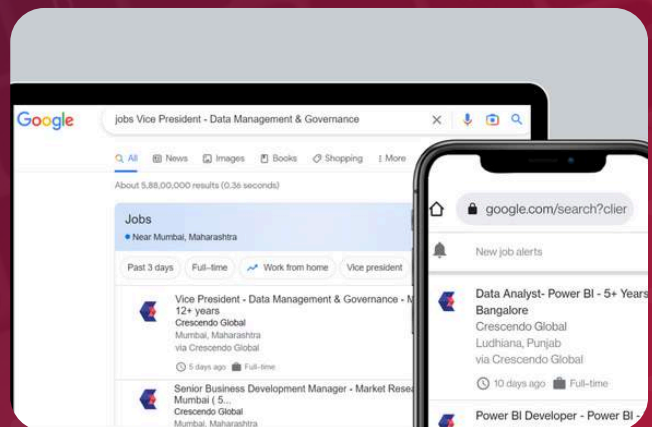 Google
jobs Vice President - Data Management & Governance
All News Images Books Shopping More
About 5,88,00,000 results (0.36 seconds)
Jobs
Near Mumbai, Maharashtra
Past 3 days Full-time Work from home Vice president
Vice President - Data Management & Governance - M
12+ years
Crescendo Global
Mumbai, Maharashtra
via Crescendo Global
5 days ago Full-time
Senior Business Development Manager - Market Resea
Mumbai ( 5...
Crescendo Global
Mumbai, Maharashtra
google.com/search?clier
New job alerts
Data Analyst- Power BI - 5+ Years
Bangalore
Crescendo Global
Ludhiana, Punjab
via Crescendo Global
10 days ago Full-time
Power BI Developer - Power BI -